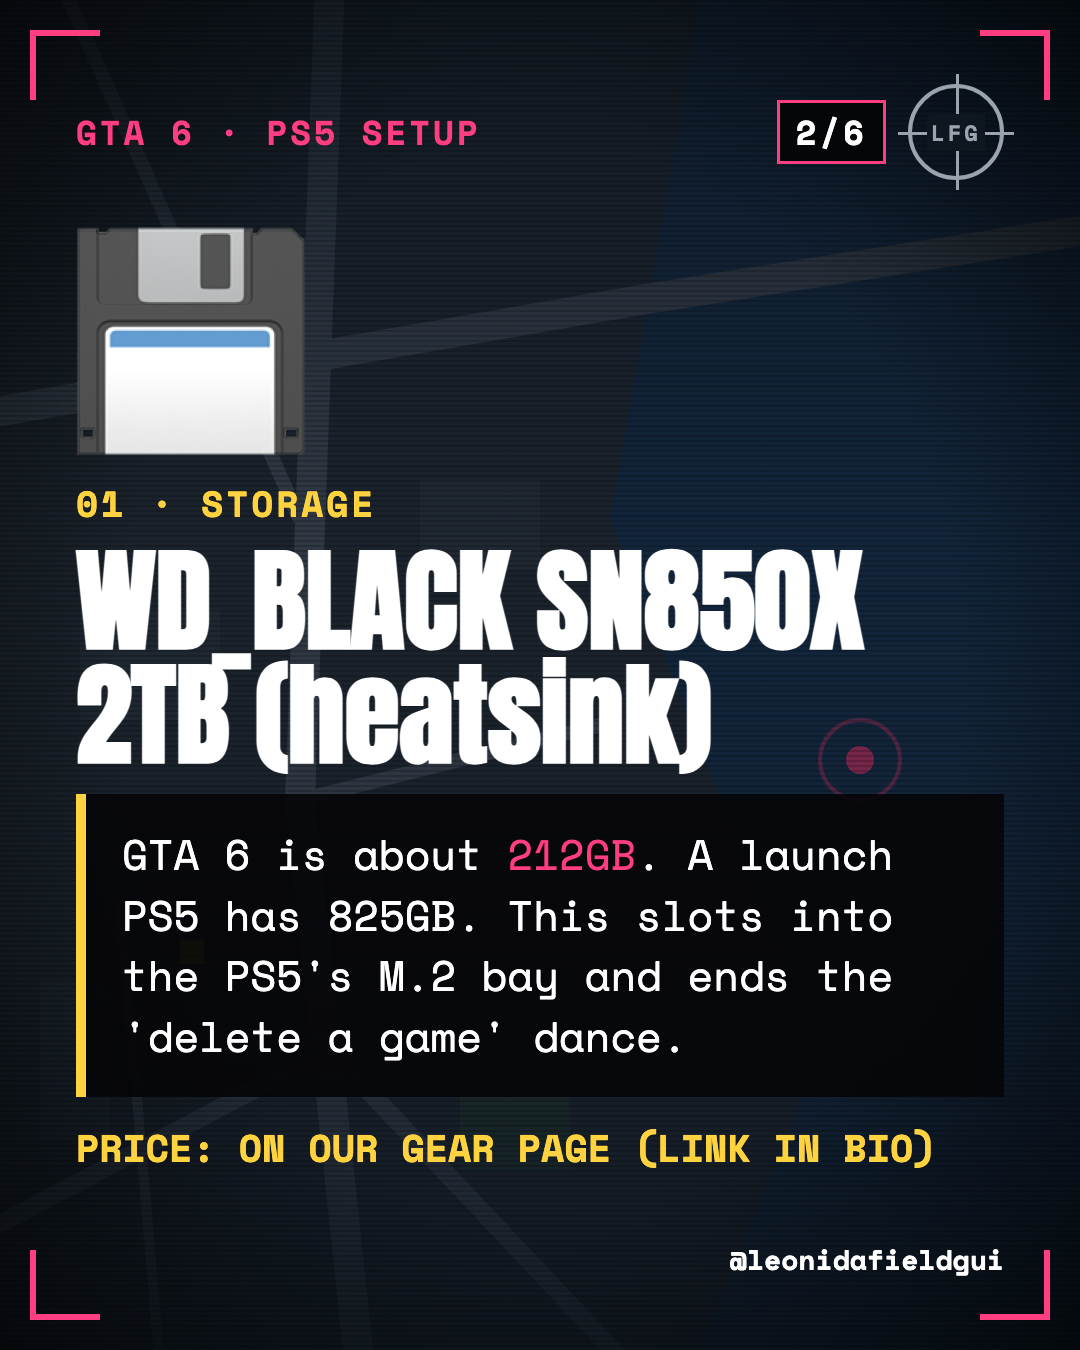 GTA 6 · PS5 SETUP
2/6
LFG
01 · STORAGE
WD_BLACK SN850X
2TB (heatsink)
GTA 6 is about 212GB. A launch
PS5 has 825GB. This slots into
the PS5's M.2 bay and ends the
'delete a game' dance.
PRICE: ON OUR GEAR PAGE (LINK IN BIO)
@leonidafieldgui